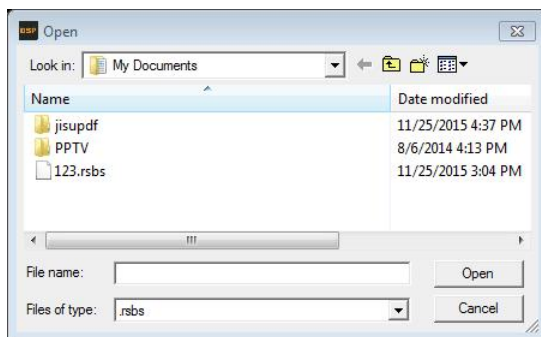 DSP Open
Look in: My Documents
Name Date modified
jisupdf 11/25/2015 4:37 PM
PPTV 8/6/2014 4:13 PM
123.rsbs 11/25/2015 3:04 PM
File name: Open
Files of type: .rsbs Cancel